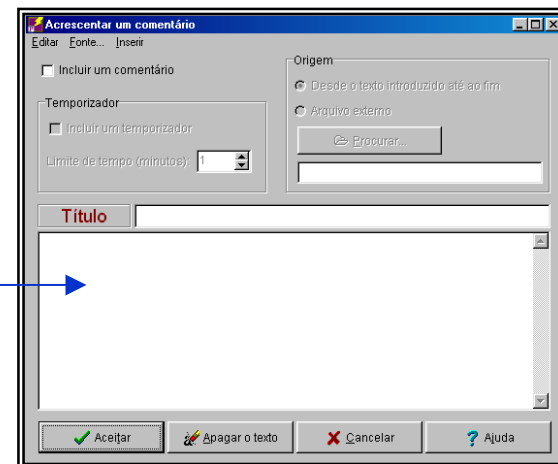 Acrescentar um comentário
Editar Fonte... Inserir
Incluir um comentário
Temporizador
Incluir um temporizador
Limite de tempo (minutos): 1
Origem
Desde o texto introduzido até ao fim
Arquivo externo
Procurar...
Título
Aceitar Apagar o texto Cancelar Ajuda